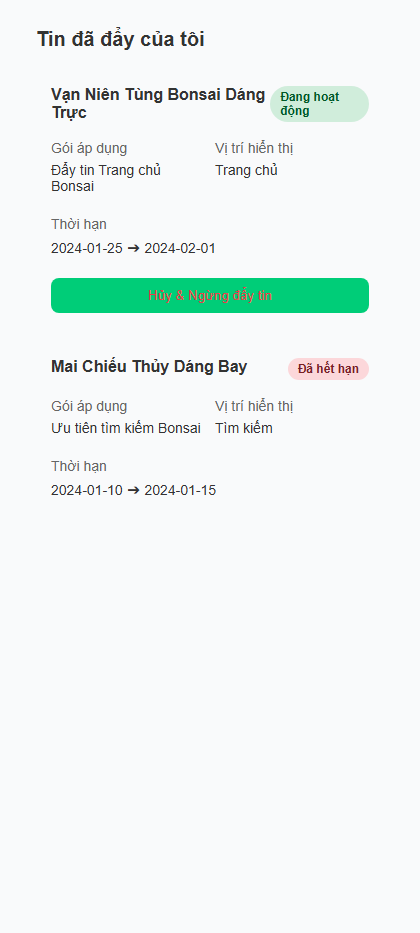 Tin đã đẩy của tôi
Vạn Niên Tùng Bonsai Dáng
Trực
Đang hoạt
động
Gói áp dụng
Vị trí hiển thị
Đẩy tin Trang chủ
Bonsai
Trang chủ
Thời hạn
2024-01-25 ➔ 2024-02-01
Hủy & Ngừng đẩy tin
Mai Chiếu Thủy Dáng Bay
Đã hết hạn
Gói áp dụng
Vị trí hiển thị
Ưu tiên tìm kiếm Bonsai
Tìm kiếm
Thời hạn
2024-01-10 ➔ 2024-01-15